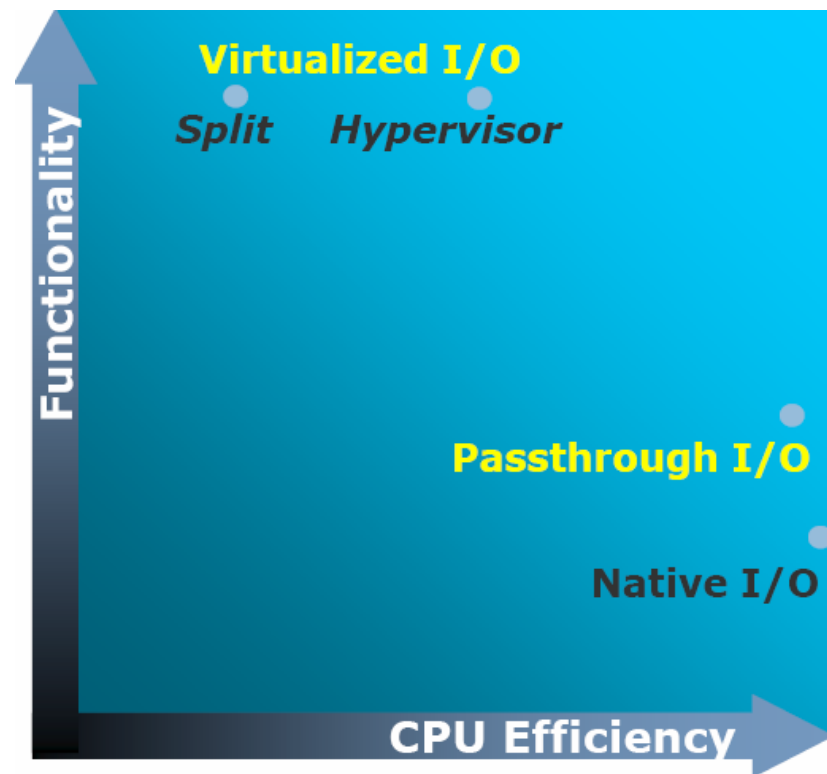 Virtualized I/O
Split Hypervisor
Functionality
Passthrough I/O
Native I/O
CPU Efficiency